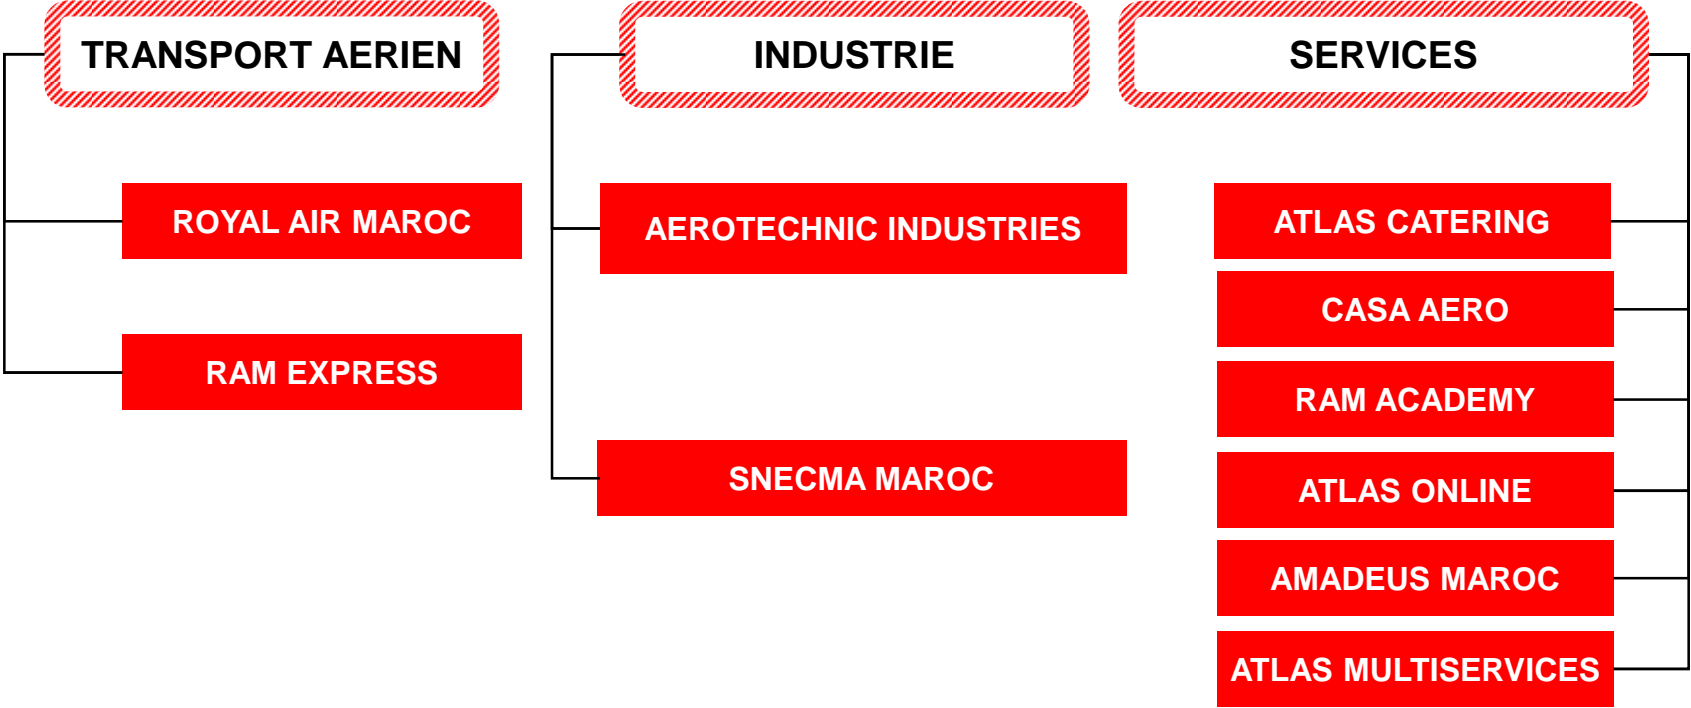 TRANSPORT AERIEN
ROYAL AIR MAROC
RAM EXPRESS
INDUSTRIE
AEROTECHNIC INDUSTRIES
SNECMA MAROC
SERVICES
ATLAS CATERING
CASA AERO
RAM ACADEMY
ATLAS ONLINE
AMADEUS MAROC
ATLAS MULTISERVICES